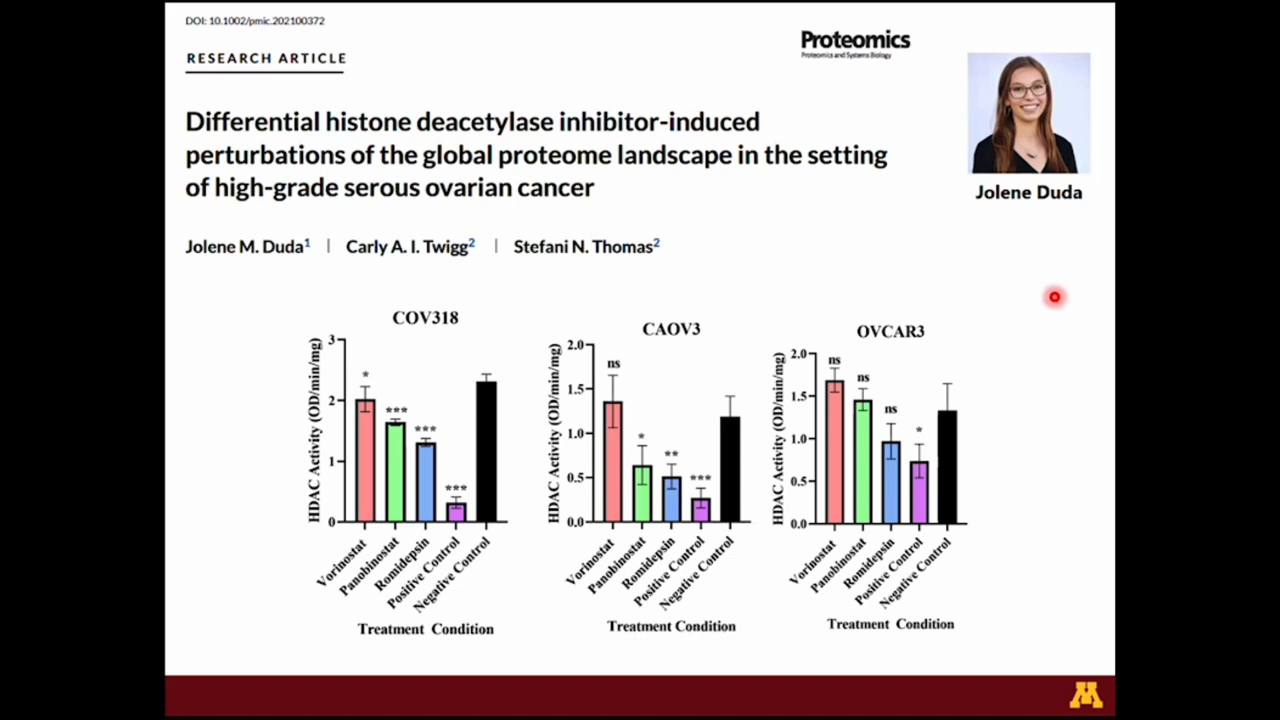 DOI: 10.1002/pmic.202100372
RESEARCH ARTICLE
Proteomics
Proteomics and Systems Biology
Differential histone deacetylase inhibitor-induced
perturbations of the global proteome landscape in the setting
of high-grade serous ovarian cancer
Jolene Duda
Jolene M. Duda1 | Carly A. I. Twigg2 | Stefani N. Thomas2
COV318
HDAC Activity (OD/min/mg)
3
2
1
0
*
***
***
***
Vorinostat
Panobinostat
Romidepsin
Positive Control
Negative Control
Treatment Condition
CAOV3
HDAC Activity (OD/min/mg)
2.0
1.5
1.0
0.5
0.0
ns
*
**
***
Vorinostat
Panobinostat
Romidepsin
Positive Control
Negative Control
Treatment Condition
OVCAR3
HDAC Activity (OD/min/mg)
2.0
1.5
1.0
0.5
0.0
ns
ns
ns
*
Vorinostat
Panobinostat
Romidepsin
Positive Control
Negative Control
Treatment Condition
M